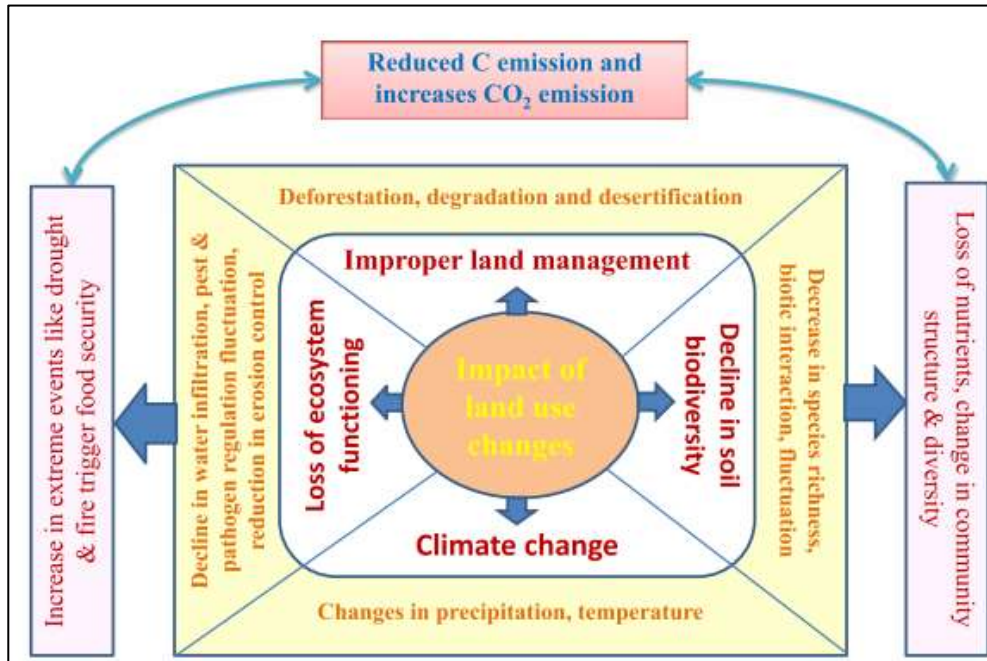 Reduced C emission and
increases CO₂ emission
Increase in extreme events like drought
& fire trigger food security
Deforestation, degradation and desertification
Decline in water infiltration, pest &
pathogen regulation fluctuation,
reduction in erosion control
Improper land management
Loss of ecosystem
functioning
Impact of
land use
changes
Decline in soil
biodiversity
Climate change
Decrease in species richness,
biotic interaction, fluctuation
Changes in precipitation, temperature
Loss of nutrients, change in community
structure & diversity